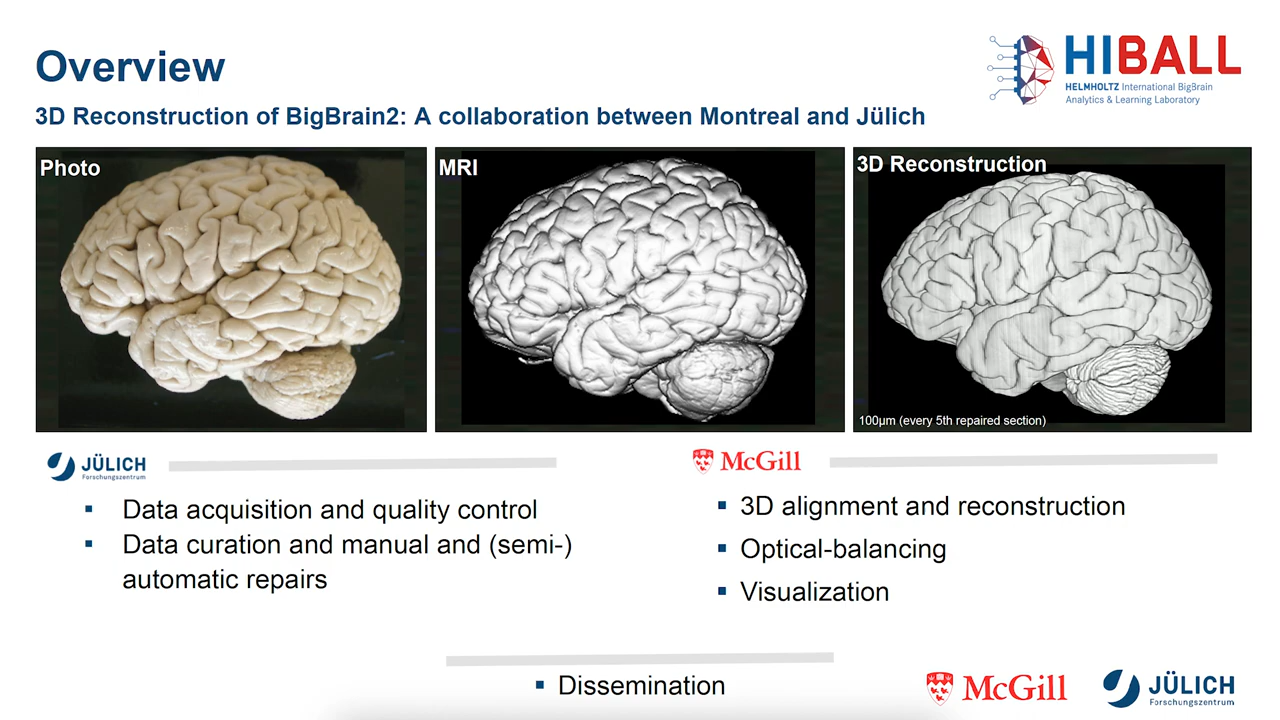 Overview
HIBALL
HELMHOLTZ International BigBrain
Analytics & Learning Laboratory
3D Reconstruction of BigBrain2: A collaboration between Montreal and Jülich
Photo
MRI
3D Reconstruction
100µm (every 5th repaired section)
JÜLICH
Forschungszentrum
▪ Data acquisition and quality control
▪ Data curation and manual and (semi-)
automatic repairs
McGill
▪ 3D alignment and reconstruction
▪ Optical-balancing
▪ Visualization
▪ Dissemination
McGill
JÜLICH
Forschungszentrum